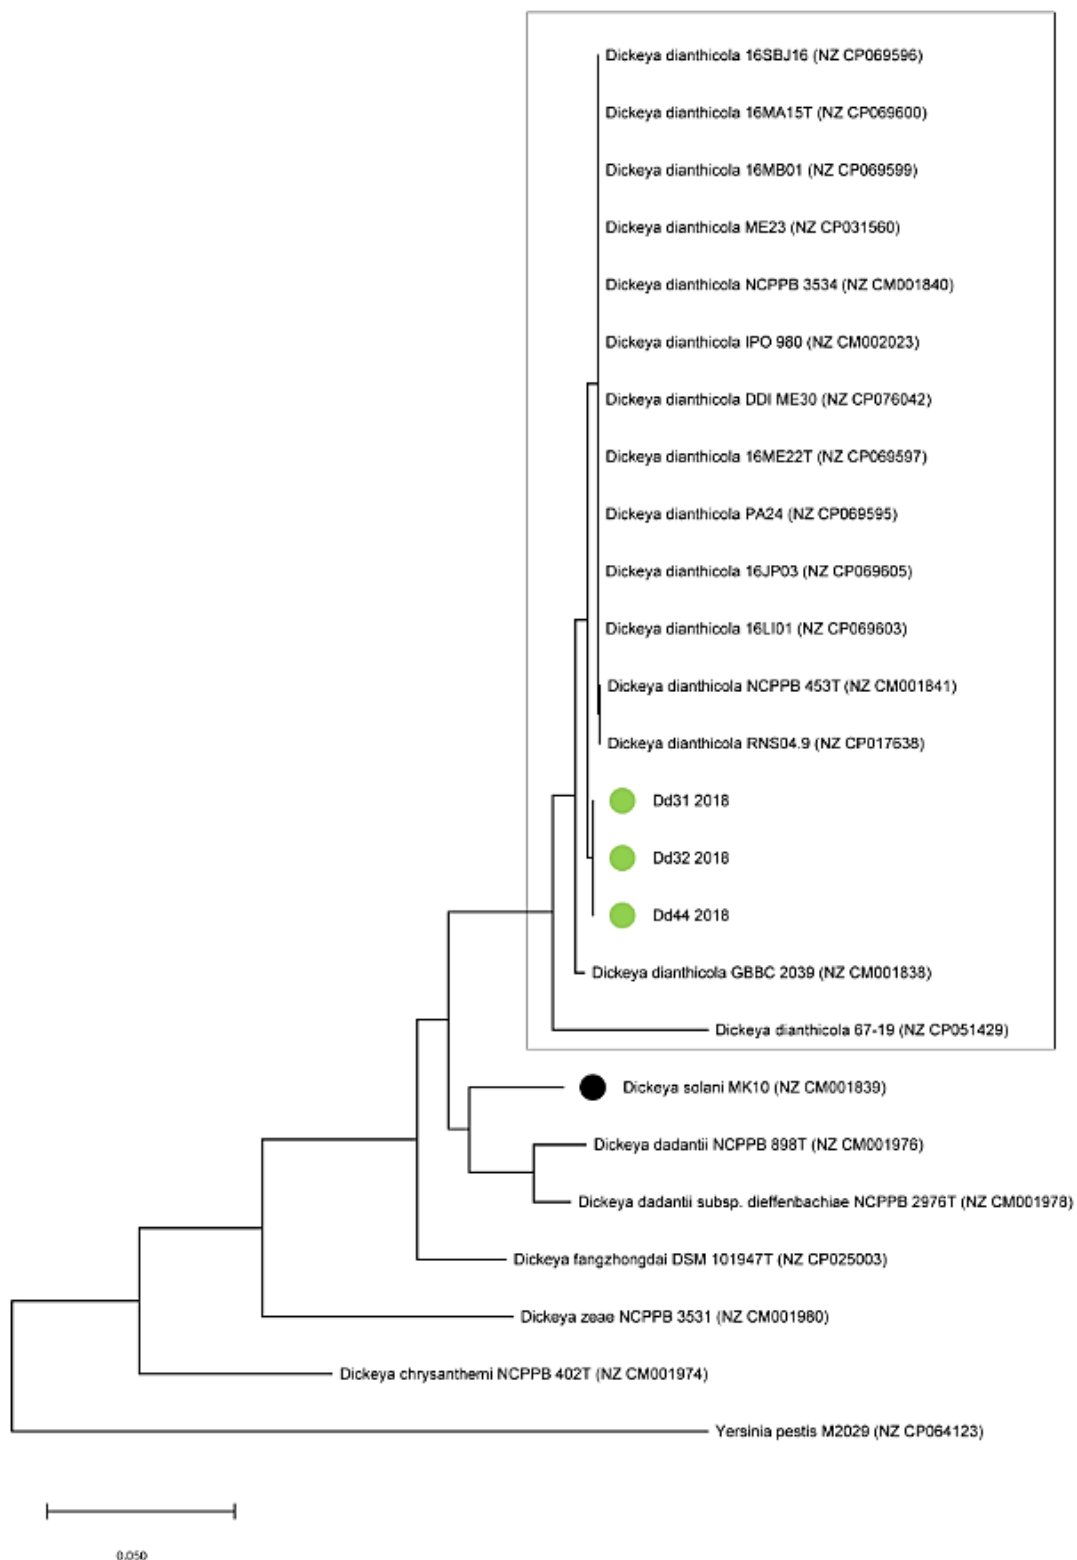 Dickeya dianthicola 16SBJ16 (NZ CP069596)
Dickeya dianthicola 16MA15T (NZ CP069600)
Dickeya dianthicola 16MB01 (NZ CP069599)
Dickeya dianthicola ME23 (NZ CP031560)
Dickeya dianthicola NCPPB 3534 (NZ CM001840)
Dickeya dianthicola IPO 980 (NZ CM002023)
Dickeya dianthicola DDI ME30 (NZ CP076042)
Dickeya dianthicola 16ME22T (NZ CP069597)
Dickeya dianthicola PA24 (NZ CP069595)
Dickeya dianthicola 16JP03 (NZ CP069605)
Dickeya dianthicola 16LI01 (NZ CP069603)
Dickeya dianthicola NCPPB 453T (NZ CM001841)
Dickeya dianthicola RNS04.9 (NZ CP017638)
Dd31 2018
Dd32 2018
Dd44 2018
Dickeya dianthicola GBBC 2039 (NZ CM001838)
Dickeya dianthicola 67-19 (NZ CP051429)
Dickeya solani MK10 (NZ CM001839)
Dickeya dadantii NCPPB 898T (NZ CM001976)
Dickeya dadantii subsp. dieffenbachiae NCPPB 2976T (NZ CM001978)
Dickeya fangzhongdai DSM 101947T (NZ CP025003)
Dickeya zeae NCPPB 3531 (NZ CM001980)
Dickeya chrysanthemi NCPPB 402T (NZ CM001974)
Yersinia pestis M2029 (NZ CP064123)
0.050